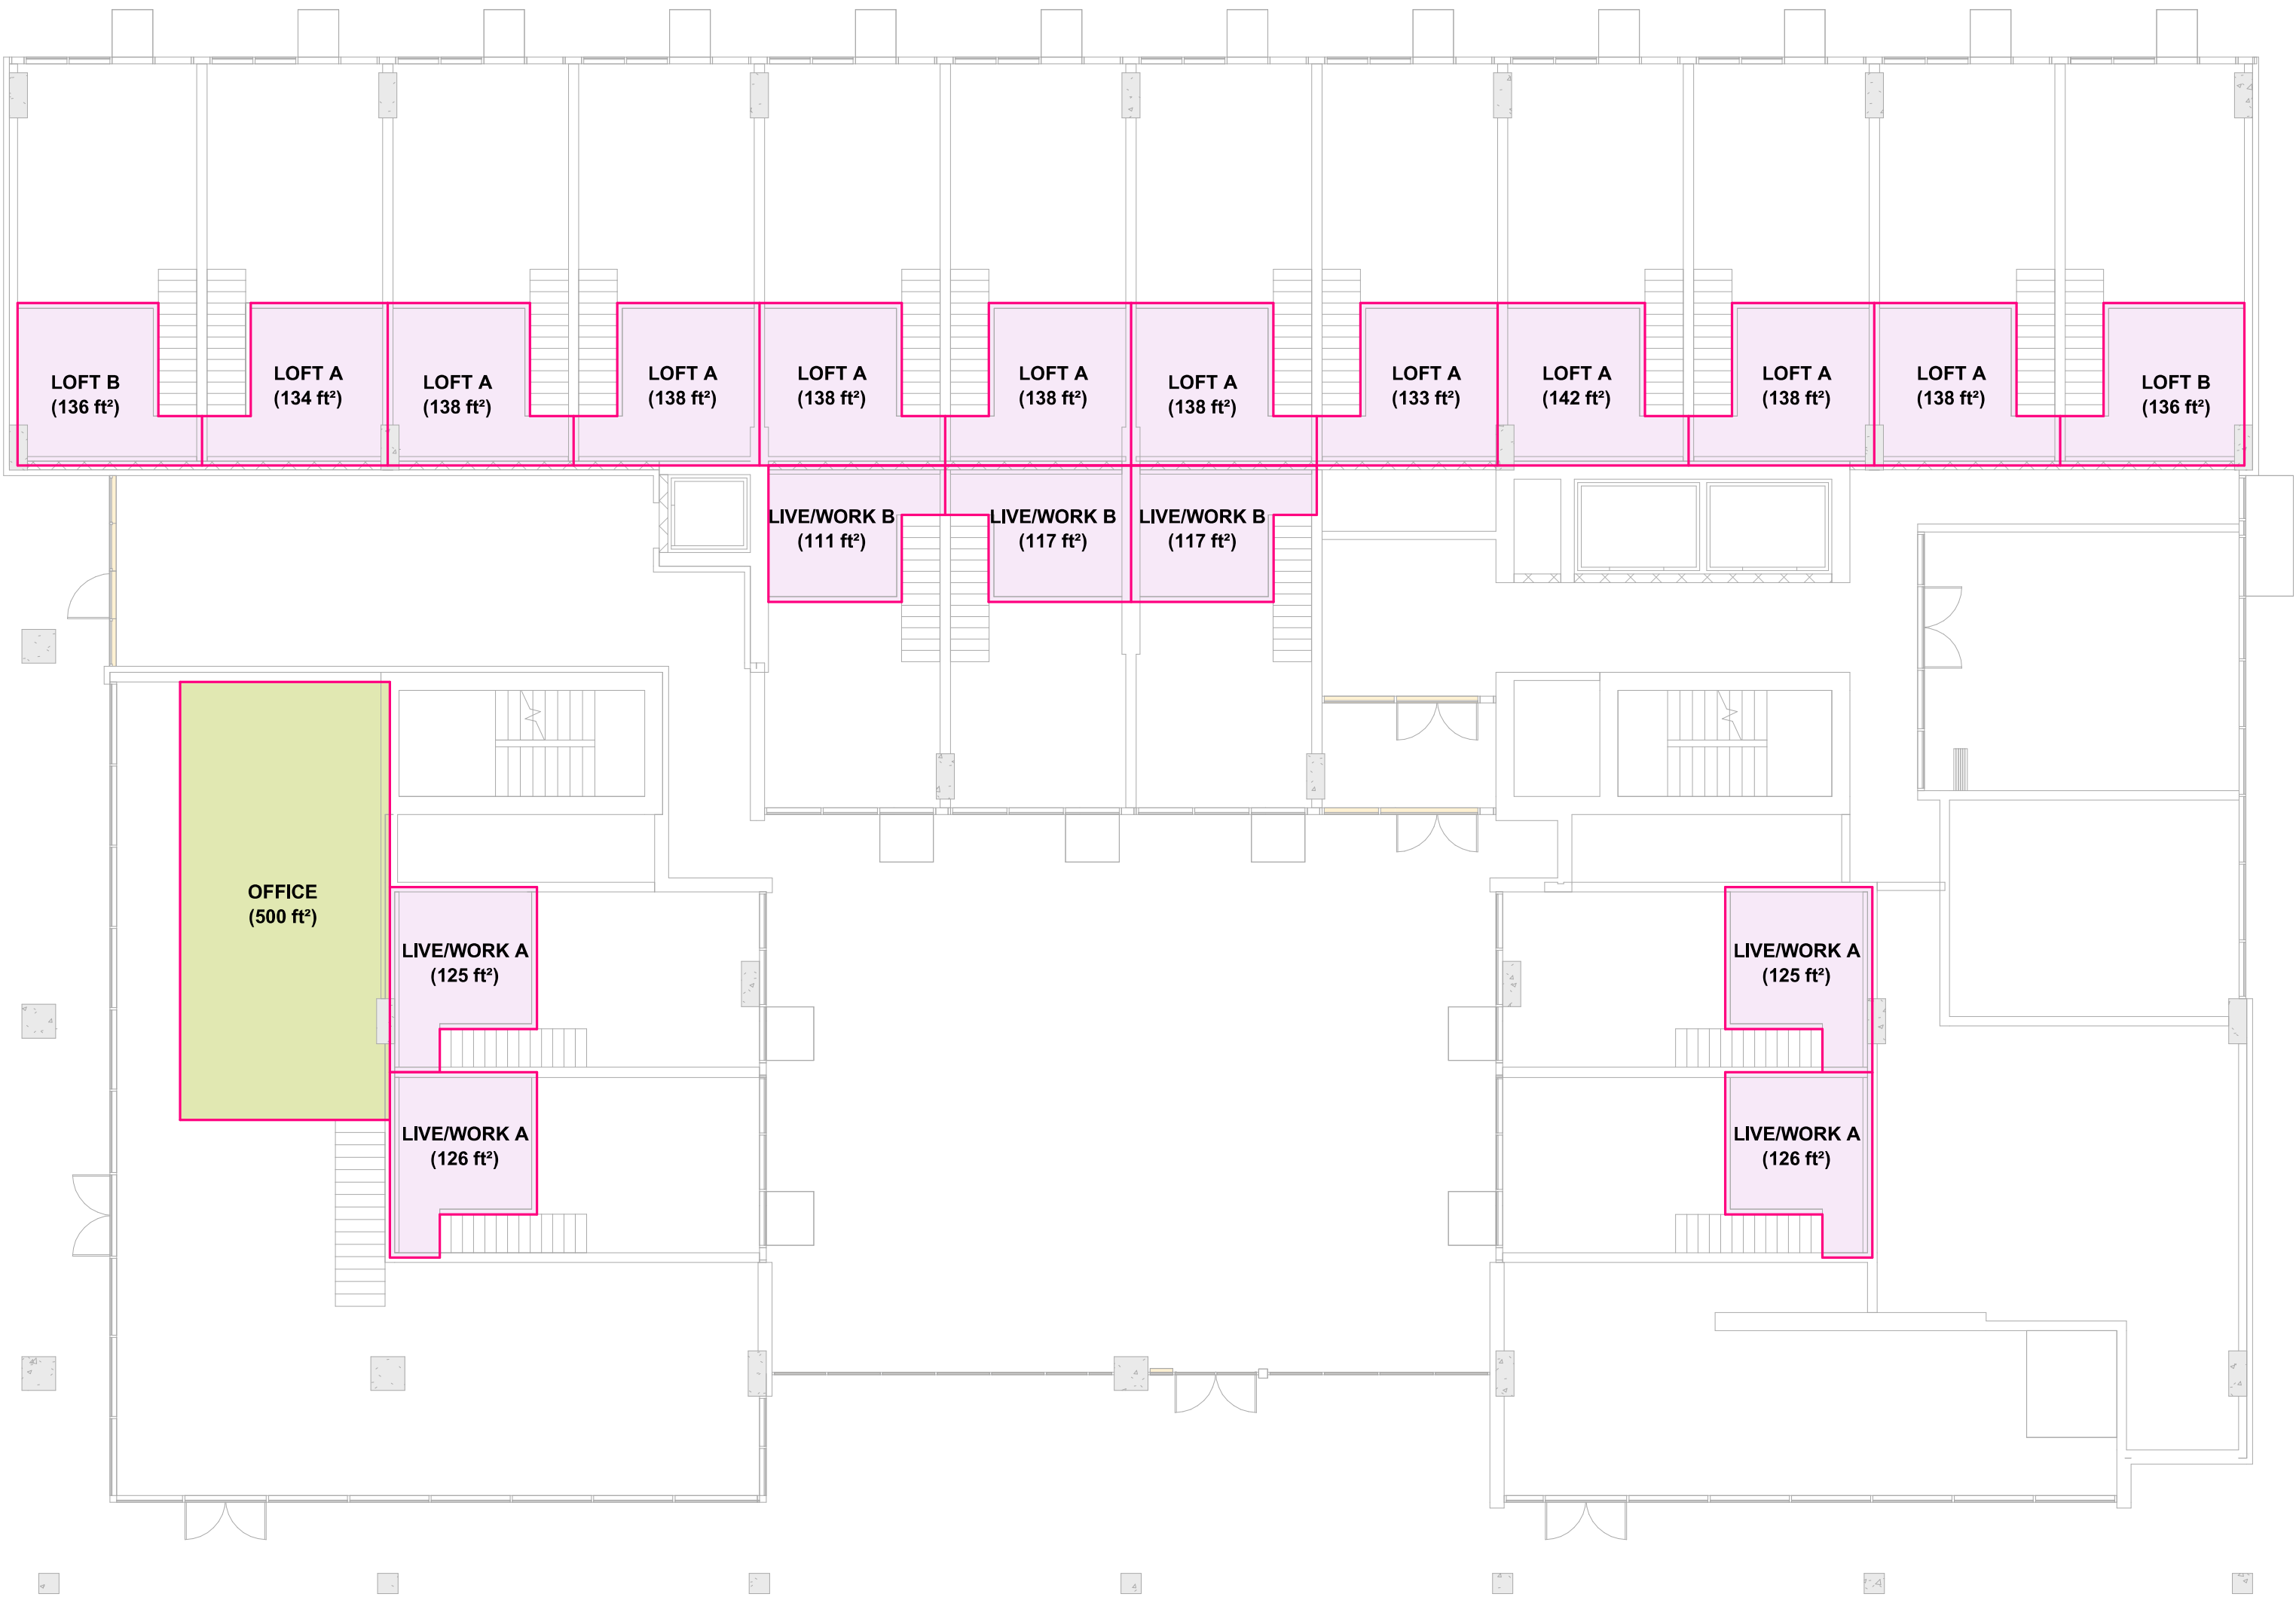 LOFT B
(136 ft²)
LOFT A
(134 ft²)
LOFT A
(138 ft²)
LOFT A
(138 ft²)
LOFT A
(138 ft²)
LOFT A
(138 ft²)
LOFT A
(138 ft²)
LOFT A
(133 ft²)
LOFT A
(142 ft²)
LOFT A
(138 ft²)
LOFT A
(138 ft²)
LOFT B
(136 ft²)
LIVE/WORK B
(111 ft²)
LIVE/WORK B
(117 ft²)
LIVE/WORK B
(117 ft²)
OFFICE
(500 ft²)
LIVE/WORK A
(125 ft²)
LIVE/WORK A
(125 ft²)
LIVE/WORK A
(126 ft²)
LIVE/WORK A
(126 ft²)